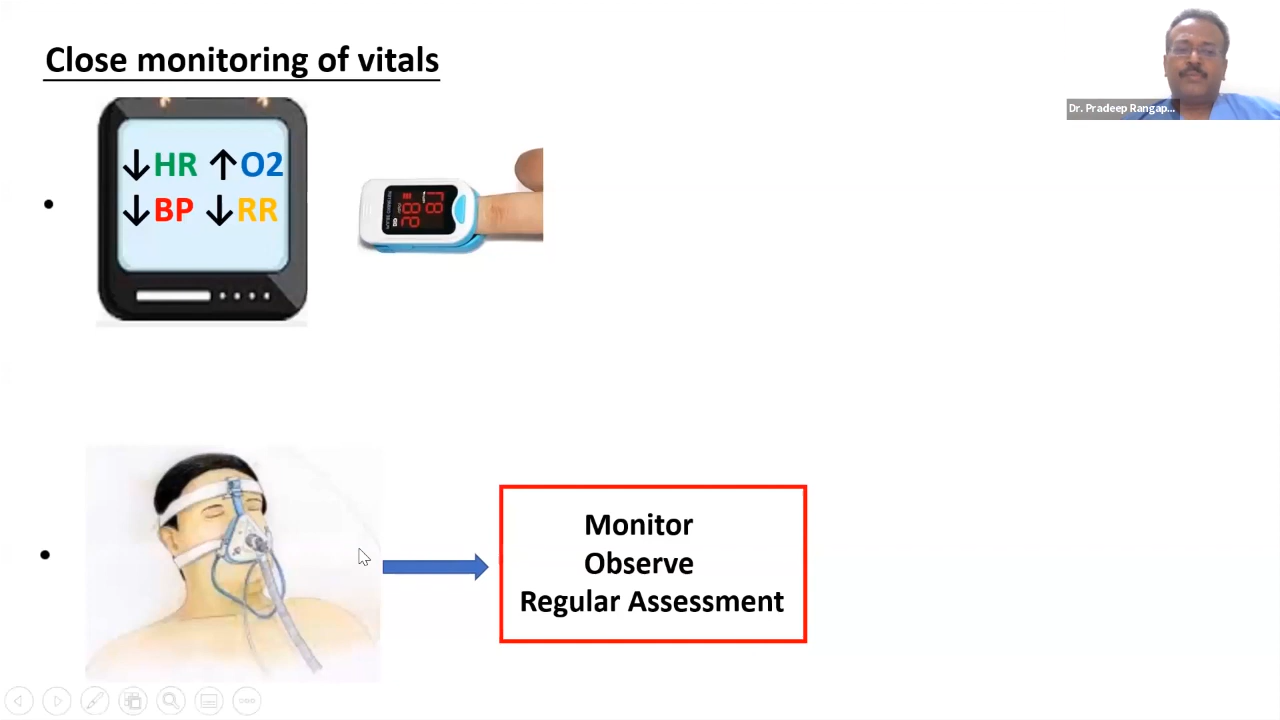 Close monitoring of vitals
Dr. Pradeep Rangap...
↓HR ↑O2
↓BP ↓RR
Monitor
Observe
Regular Assessment